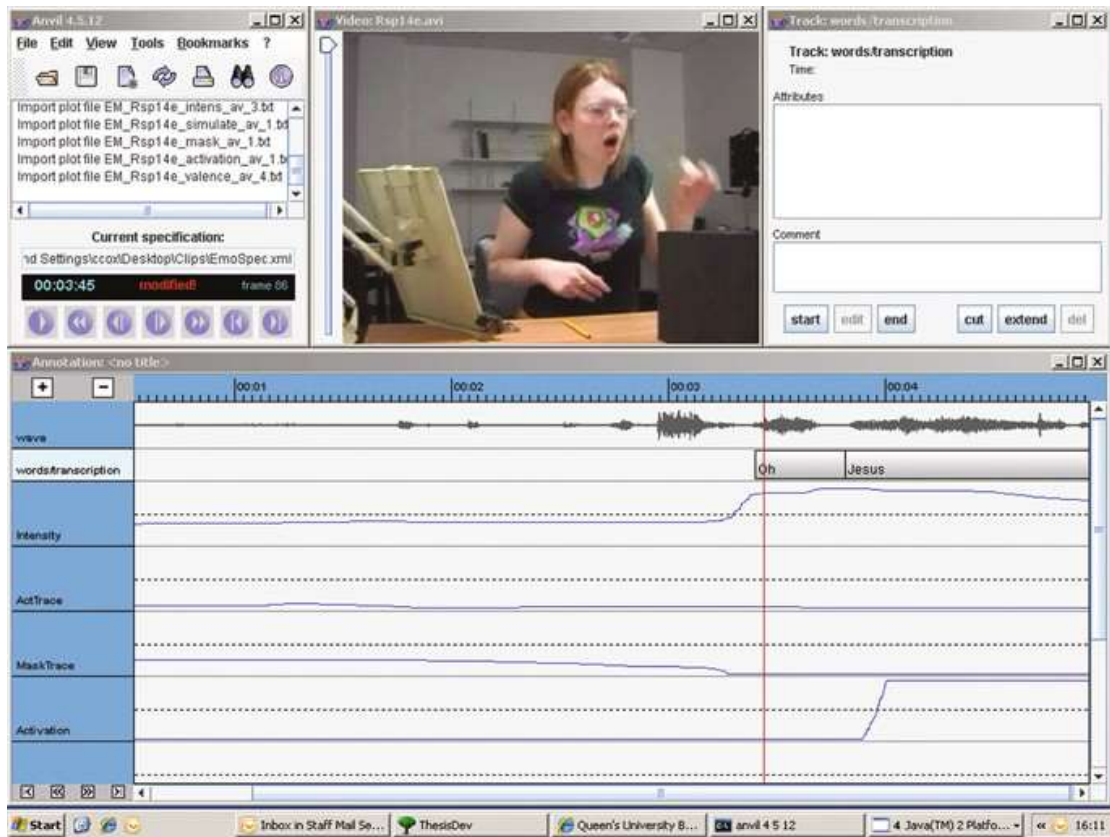 Anvil 4.5.12
File Edit View Tools Bookmarks ?
Import plot file EM_Rsp14e_intens_av_3.txt
Import plot file EM_Rsp14e_simulate_av_1.txt
Import plot file EM_Rsp14e_mask_av_1.txt
Import plot file EM_Rsp14e_activation_av_1.b
Import plot file EM_Rsp14e_valence_av_4.txt
Current specification:
nd Settings\ccox\Desktop\Clips\EmoSpec.xml
00:03:45 modified! frame 86
Video: Rsp14e.avi
Track: words/transcription
Track: words/transcription
Time:
Attributes
Comment
start edit end cut extend del
Annotation: <no title>
+ - 00:01 00:02 00:03 00:04
wave
words/transcription Oh Jesus
Intensity
ActTrace
MaskTrace
Activation
Start Inbox in Staff Mail Se... ThesisDev Queen's University B... anvil 4 5 12 4 Java(TM) 2 Platfo... 16:11